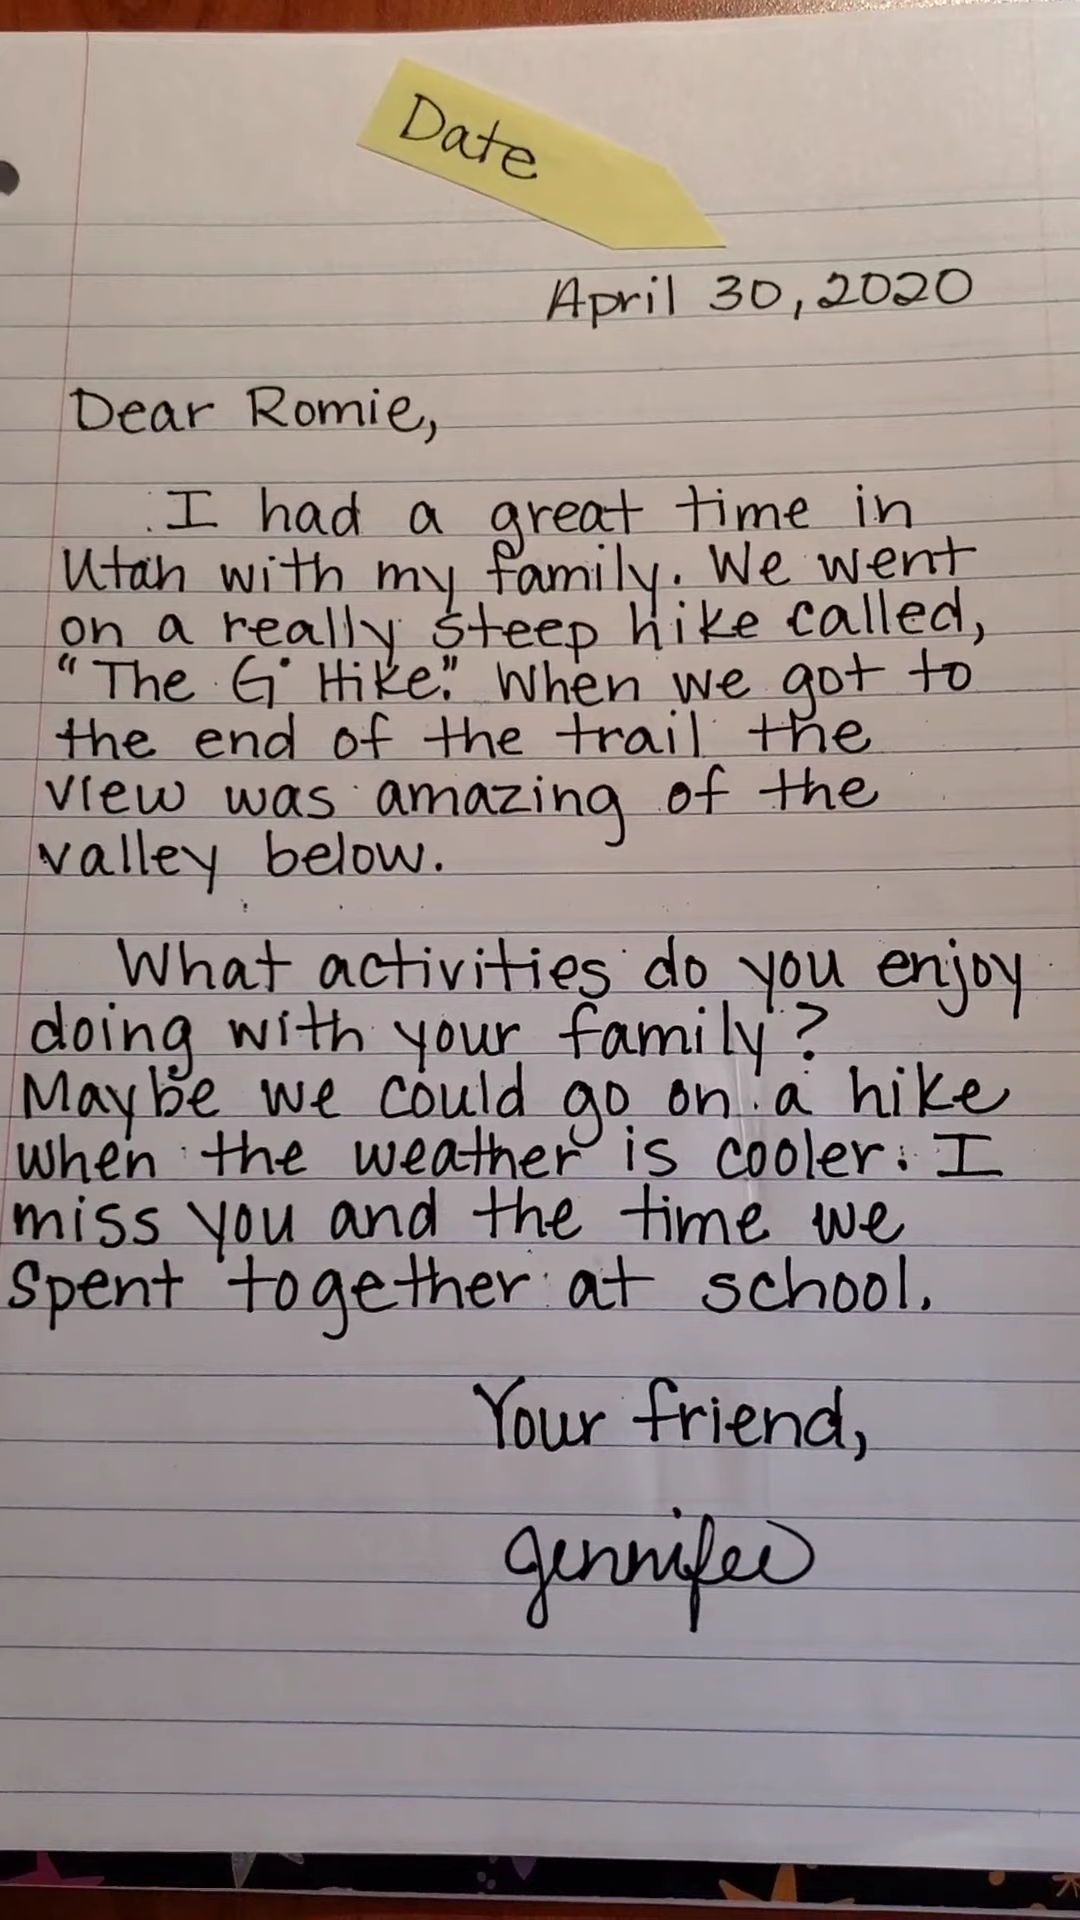 Date
April 30, 2020
Dear Romie,
I had a great time in
Utah with my family. We went
on a really steep hike called,
"The G Hike." When we got to
the end of the trail the
view was amazing of the
valley below.
What activities do you enjoy
doing with your family?
Maybe we could go on a hike
when the weather is cooler. I
miss you and the time we
spent together at school.
Your friend,
Jennifer